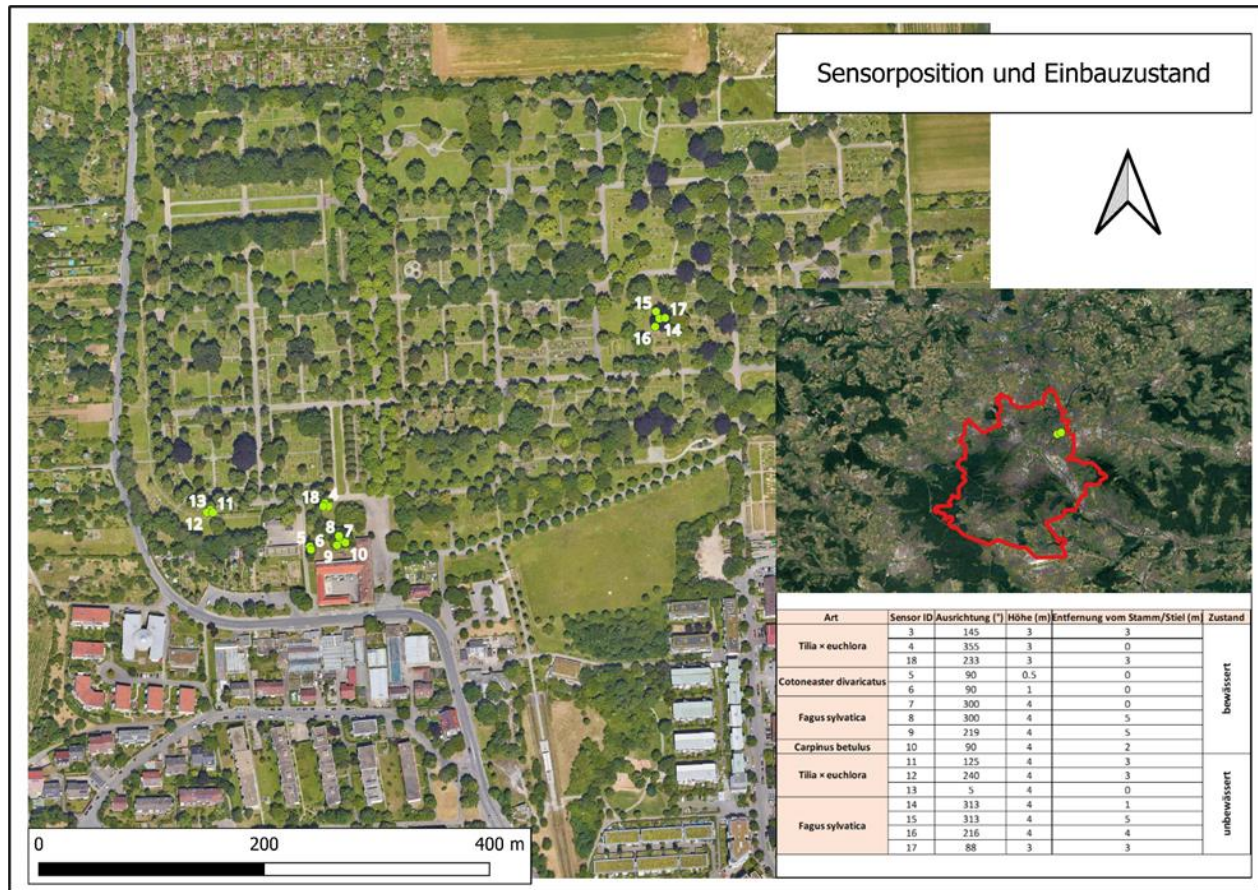 Sensorposition und Einbauzustand
15
17
16
14
13
11
12
18
4
8
7
5
6
9
10
0
200
400 m
Art Sensor ID Ausrichtung (°) Höhe (m) Entfernung vom Stamm/Stiel (m) Zustand
Tilia × euchlora
3 145 3 3
4 355 3 0
18 233 3 3
Cotoneaster divaricatus
5 90 0.5 0
6 90 1 0
Fagus sylvatica
7 300 4 0
8 300 4 5
9 219 4 5
Carpinus betulus 10 90 4 2
bewässert
Tilia × euchlora
11 125 4 3
12 240 4 3
13 5 4 0
Fagus sylvatica
14 313 4 1
15 313 4 5
16 216 4 4
17 88 3 3
unbewässert